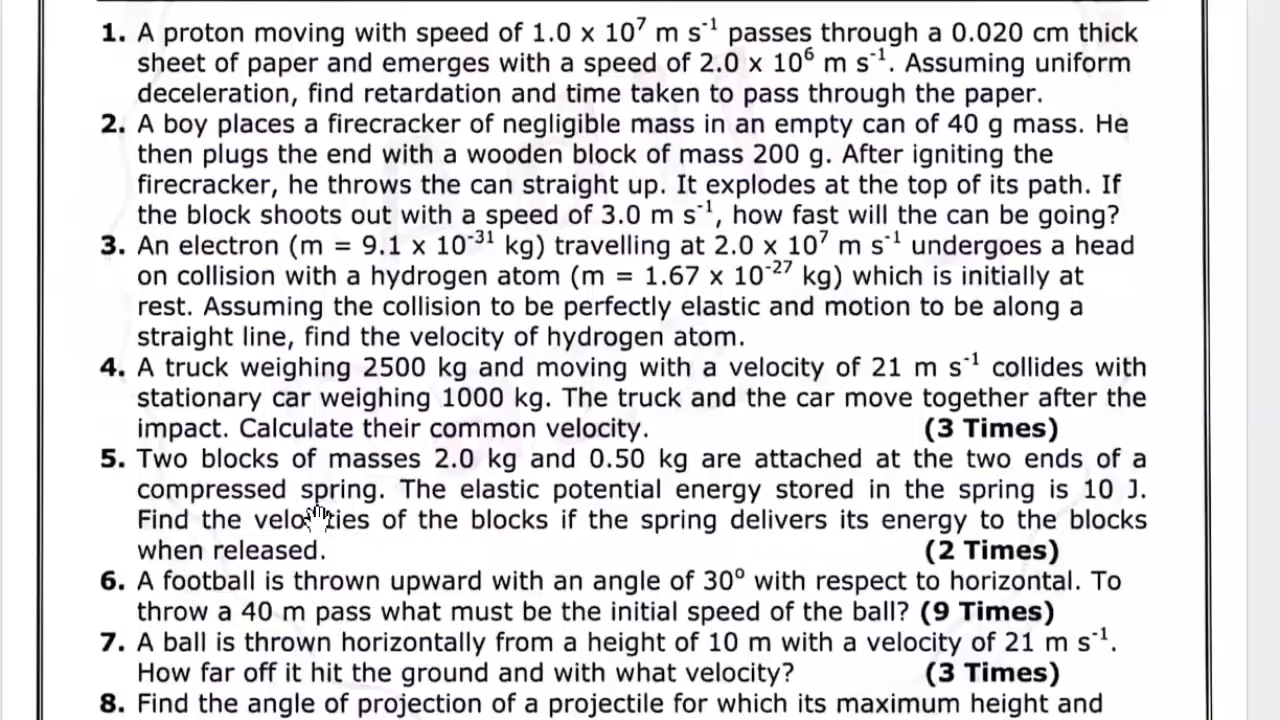 1. A proton moving with speed of 1.0 x 10⁷ m s⁻¹ passes through a 0.020 cm thick
sheet of paper and emerges with a speed of 2.0 x 10⁶ m s⁻¹. Assuming uniform
deceleration, find retardation and time taken to pass through the paper.
2. A boy places a firecracker of negligible mass in an empty can of 40 g mass. He
then plugs the end with a wooden block of mass 200 g. After igniting the
firecracker, he throws the can straight up. It explodes at the top of its path. If
the block shoots out with a speed of 3.0 m s⁻¹, how fast will the can be going?
3. An electron (m = 9.1 x 10⁻³¹ kg) travelling at 2.0 x 10⁷ m s⁻¹ undergoes a head
on collision with a hydrogen atom (m = 1.67 x 10⁻²⁷ kg) which is initially at
rest. Assuming the collision to be perfectly elastic and motion to be along a
straight line, find the velocity of hydrogen atom.
4. A truck weighing 2500 kg and moving with a velocity of 21 m s⁻¹ collides with
stationary car weighing 1000 kg. The truck and the car move together after the
impact. Calculate their common velocity. (3 Times)
5. Two blocks of masses 2.0 kg and 0.50 kg are attached at the two ends of a
compressed spring. The elastic potential energy stored in the spring is 10 J.
Find the velocities of the blocks if the spring delivers its energy to the blocks
when released. (2 Times)
6. A football is thrown upward with an angle of 30⁰ with respect to horizontal. To
throw a 40 m pass what must be the initial speed of the ball? (9 Times)
7. A ball is thrown horizontally from a height of 10 m with a velocity of 21 m s⁻¹.
How far off it hit the ground and with what velocity? (3 Times)
8. Find the angle of projection of a projectile for which its maximum height and